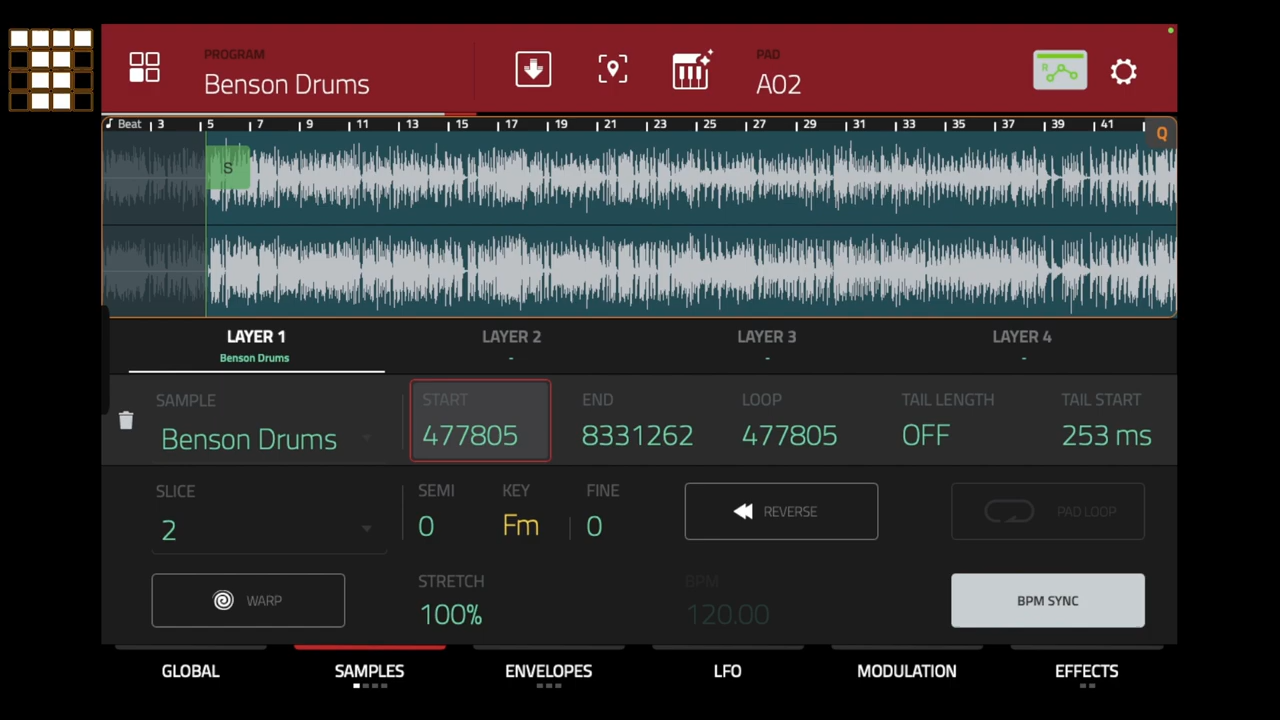 PROGRAM
Benson Drums
PAD
A02
R
Beat 3 5 7 9 11 13 15 17 19 21 23 25 27 29 31 33 35 37 39 41
Q
S
LAYER 1 LAYER 2 LAYER 3 LAYER 4
Benson Drums - - -
SAMPLE START END LOOP TAIL LENGTH TAIL START
Benson Drums 477805 8331262 477805 OFF 253 ms
SLICE SEMI KEY FINE
2 0 Fm 0 REVERSE PAD LOOP
STRETCH BPM
WARP 100% 120.00 BPM SYNC
GLOBAL SAMPLES ENVELOPES LFO MODULATION EFFECTS